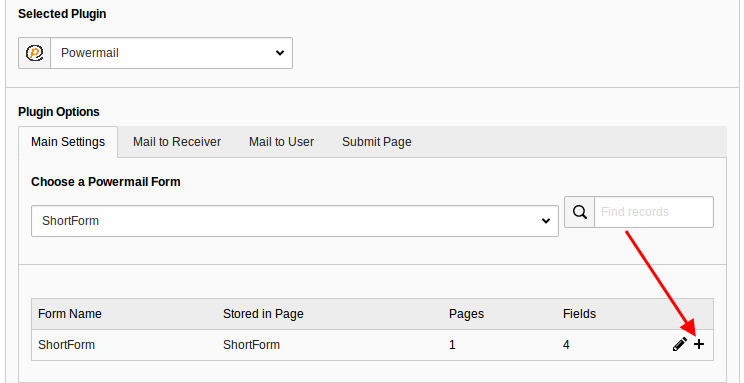 Selected Plugin
Powermail
Plugin Options
Main Settings Mail to Receiver Mail to User Submit Page
Choose a Powermail Form
ShortForm Find records
Form Name Stored in Page Pages Fields
ShortForm ShortForm 1 4